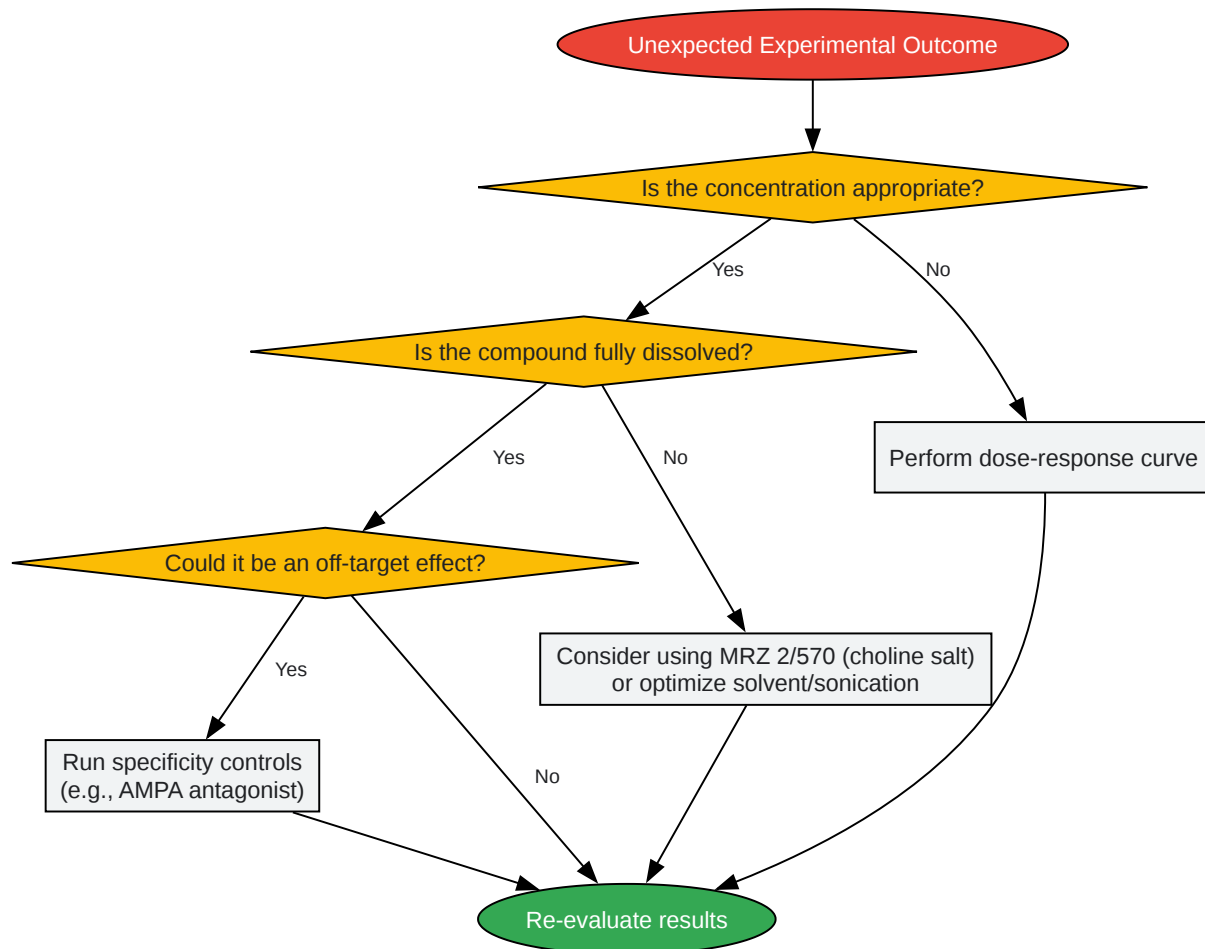 Unexpected Experimental Outcome
Is the concentration appropriate?
Yes
No
Is the compound fully dissolved?
Perform dose-response curve
Yes
No
Could it be an off-target effect?
Consider using MRZ 2/570 (choline salt)
or optimize solvent/sonication
Yes
Run specificity controls
(e.g., AMPA antagonist)
No
Re-evaluate results